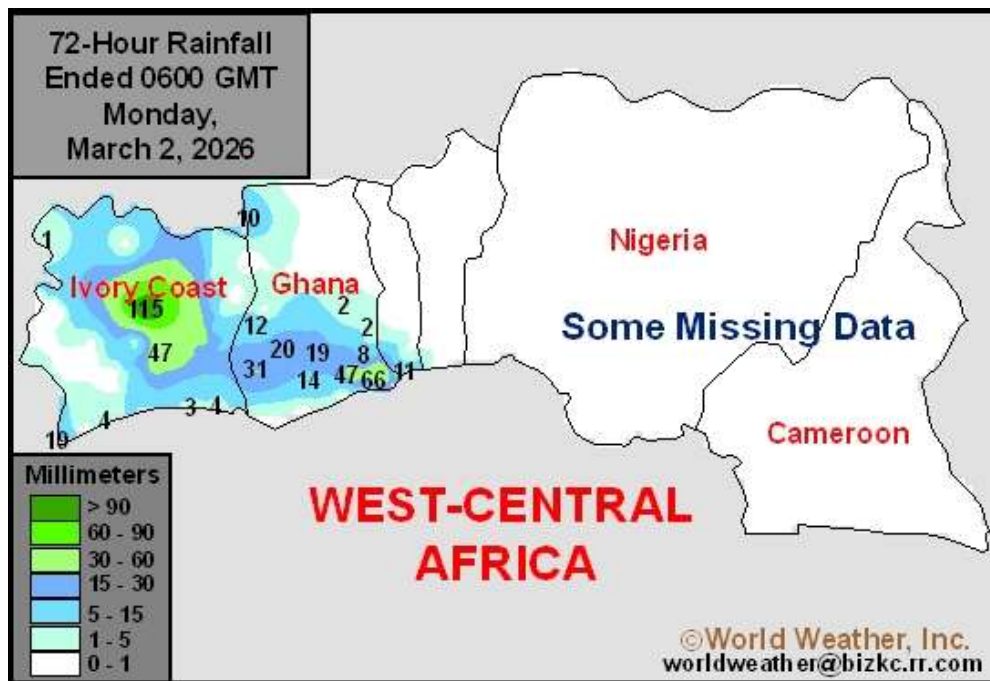 72-Hour Rainfall
Ended 0600 GMT
Monday,
March 2, 2026
10
1
Nigeria
Ivory Coast
Ghana
115
2
12
2
Some Missing Data
47
20
19
8
31
14
47
66
11
3
4
4
19
Cameroon
Millimeters
> 90
60 - 90
30 - 60
15 - 30
5 - 15
1 - 5
0 - 1
WEST-CENTRAL
AFRICA
©World Weather, Inc.
worldweather@bizkc.rr.com